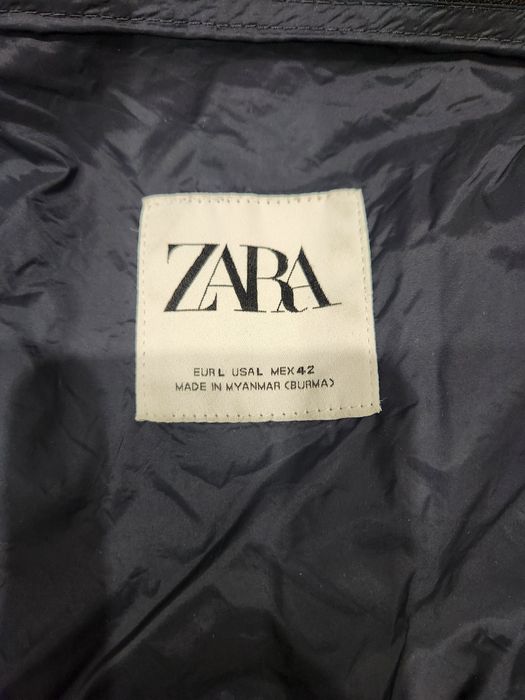 ZARA
EUR L USA L MEX 42
MADE IN MYANMAR (BURMA)